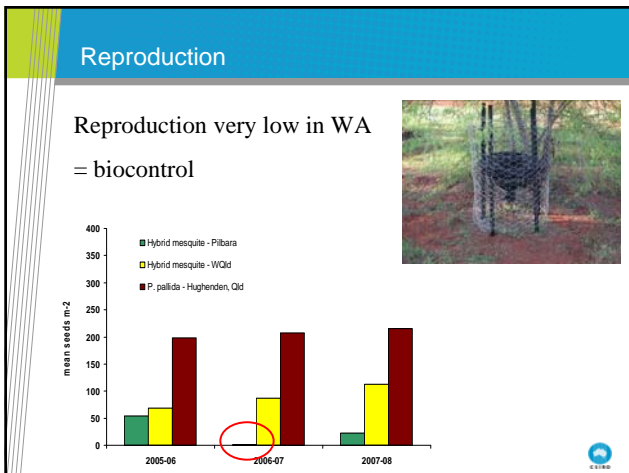 Reproduction
Reproduction very low in WA
= biocontrol
400
350
300
250
200
150
100
50
0
mean seeds m-2
Hybrid mesquite - Pilbara
Hybrid mesquite - WQld
P. pallida - Hughenden, Qld
2005-06
2006-07
2007-08
CSIRO